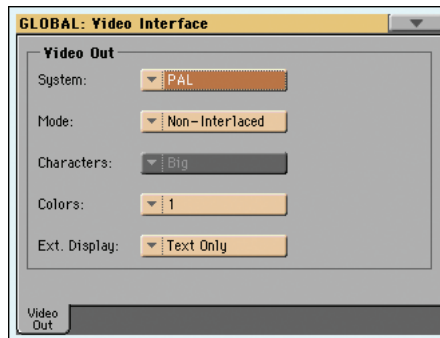 GLOBAL: Video Interface
Video Out
System: PAL
Mode: Non-Interlaced
Characters: Big
Colors: 1
Ext. Display: Text Only
Video
Out